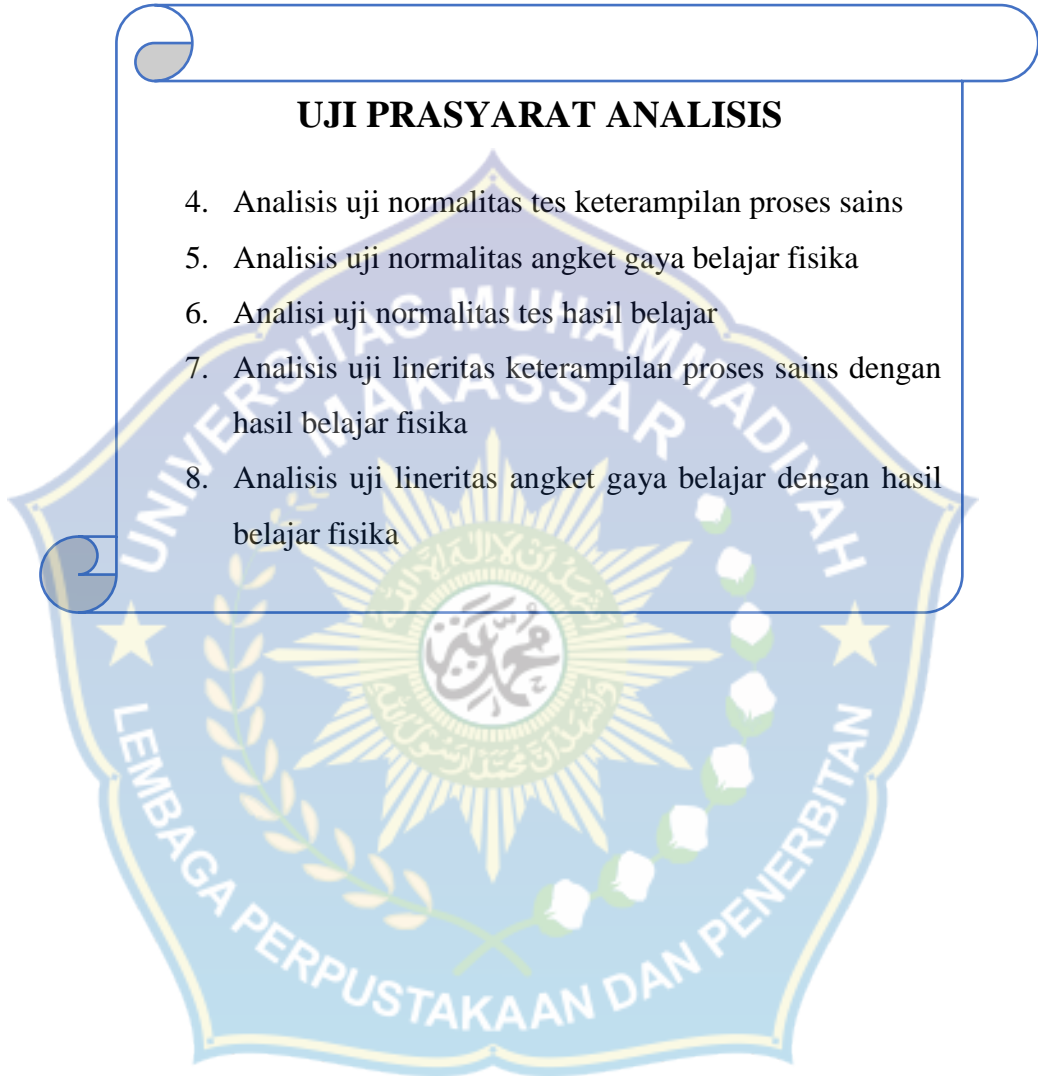 UJI PRASYARAT ANALISIS
4. Analisis uji normalitas tes keterampilan proses sains
5. Analisis uji normalitas angket gaya belajar fisika
6. Analisi uji normalitas tes hasil belajar
7. Analisis uji lineritas keterampilan proses sains dengan
hasil belajar fisika
8. Analisis uji lineritas angket gaya belajar dengan hasil
belajar fisika
UNIVERSITAS MUHAMMADIYAH
MAKASSAR
LEMBAGA PERPUSTAKAAN DAN PENERBITAN